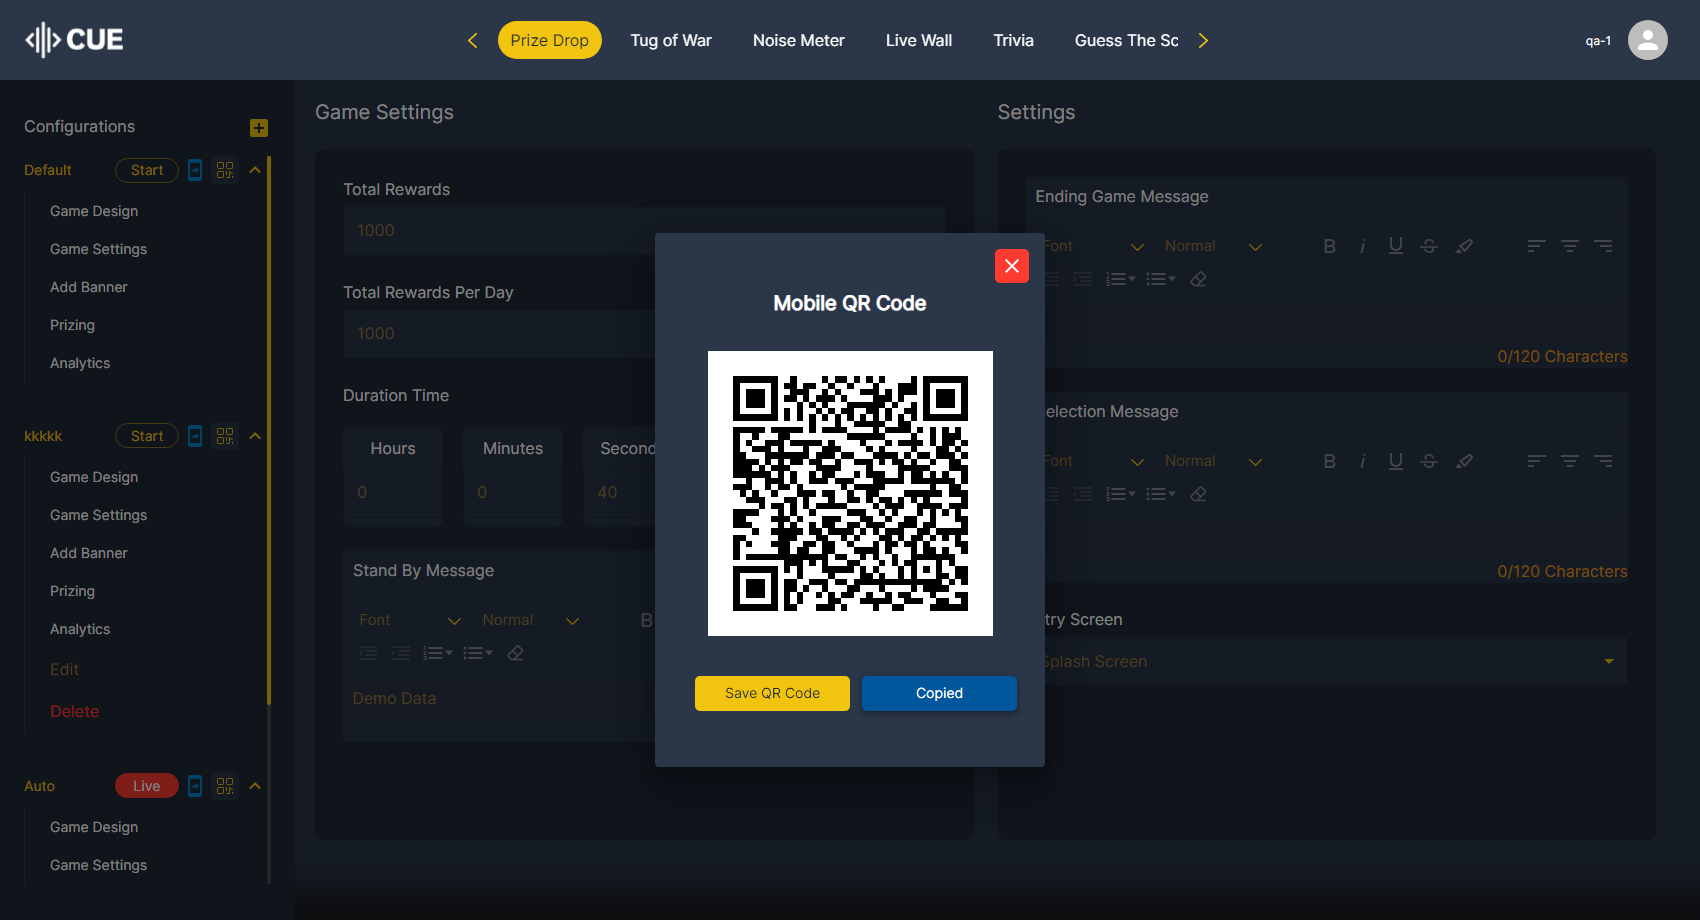 CUE
Prize Drop
Tug of War
Noise Meter
Live Wall
Trivia
Guess The Sc
qa-1
Configurations
Default
Start
Game Design
Game Settings
Add Banner
Prizing
Analytics
kkkkk
Start
Game Design
Game Settings
Add Banner
Prizing
Analytics
Edit
Delete
Auto
Live
Game Design
Game Settings
Game Settings
Total Rewards
1000
Total Rewards Per Day
1000
Duration Time
Hours
Minutes
Second
0
0
40
Stand By Message
Font
Normal
B
Demo Data
Mobile QR Code
Save QR Code
Copied
Settings
Ending Game Message
Font
Normal
B i U S
0/120 Characters
election Message
Font
Normal
B i U S
0/120 Characters
try Screen
Splash Screen